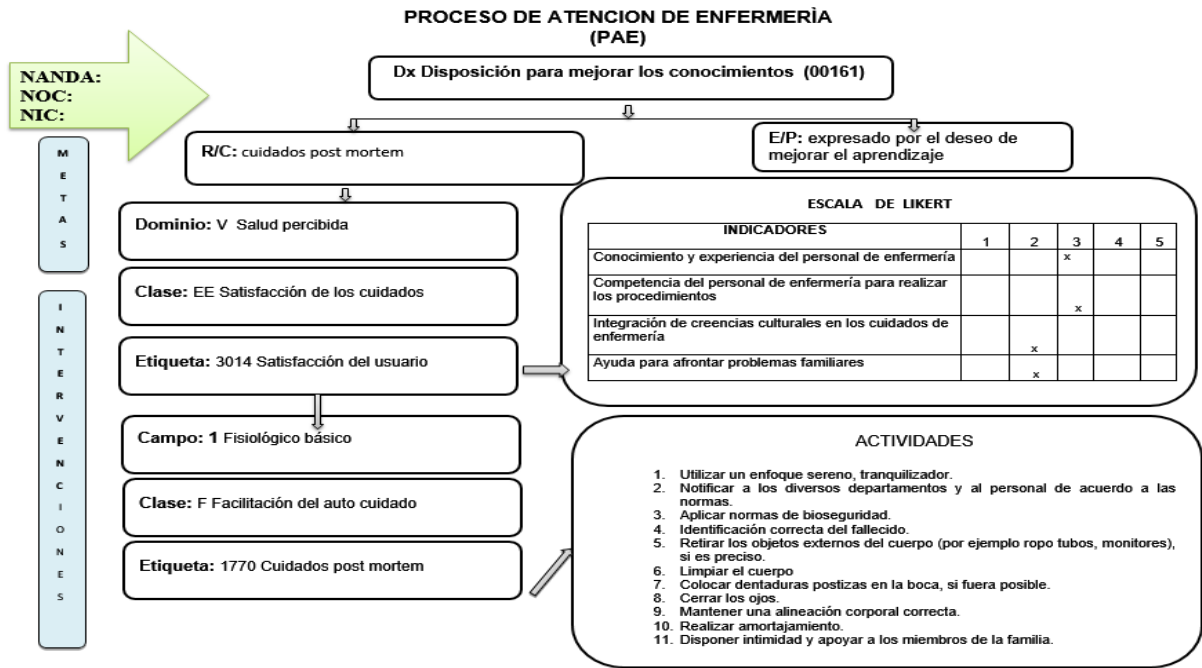 PROCESO DE ATENCION DE ENFERMERÌA
(PAE)
NANDA:
NOC:
NIC:
Dx Disposición para mejorar los conocimientos (00161)
R/C: cuidados post mortem
E/P: expresado por el deseo de
mejorar el aprendizaje
METAS
Dominio: V Salud percibida
Clase: EE Satisfacción de los cuidados
Etiqueta: 3014 Satisfacción del usuario
ESCALA DE LIKERT
INDICADORES 1 2 3 4 5
Conocimiento y experiencia del personal de enfermería x
Competencia del personal de enfermería para realizar
los procedimientos x
Integración de creencias culturales en los cuidados de
enfermería x
Ayuda para afrontar problemas familiares x
INTERVENCIONES
Campo: 1 Fisiológico básico
Clase: F Facilitación del auto cuidado
Etiqueta: 1770 Cuidados post mortem
ACTIVIDADES
1. Utilizar un enfoque sereno, tranquilizador.
2. Notificar a los diversos departamentos y al personal de acuerdo a las
normas.
3. Aplicar normas de bioseguridad.
4. Identificación correcta del fallecido.
5. Retirar los objetos externos del cuerpo (por ejemplo ropo tubos, monitores),
si es preciso.
6. Limpiar el cuerpo
7. Colocar dentaduras postizas en la boca, si fuera posible.
8. Cerrar los ojos.
9. Mantener una alineación corporal correcta.
10. Realizar amortajamiento.
11. Disponer intimidad y apoyar a los miembros de la familia.